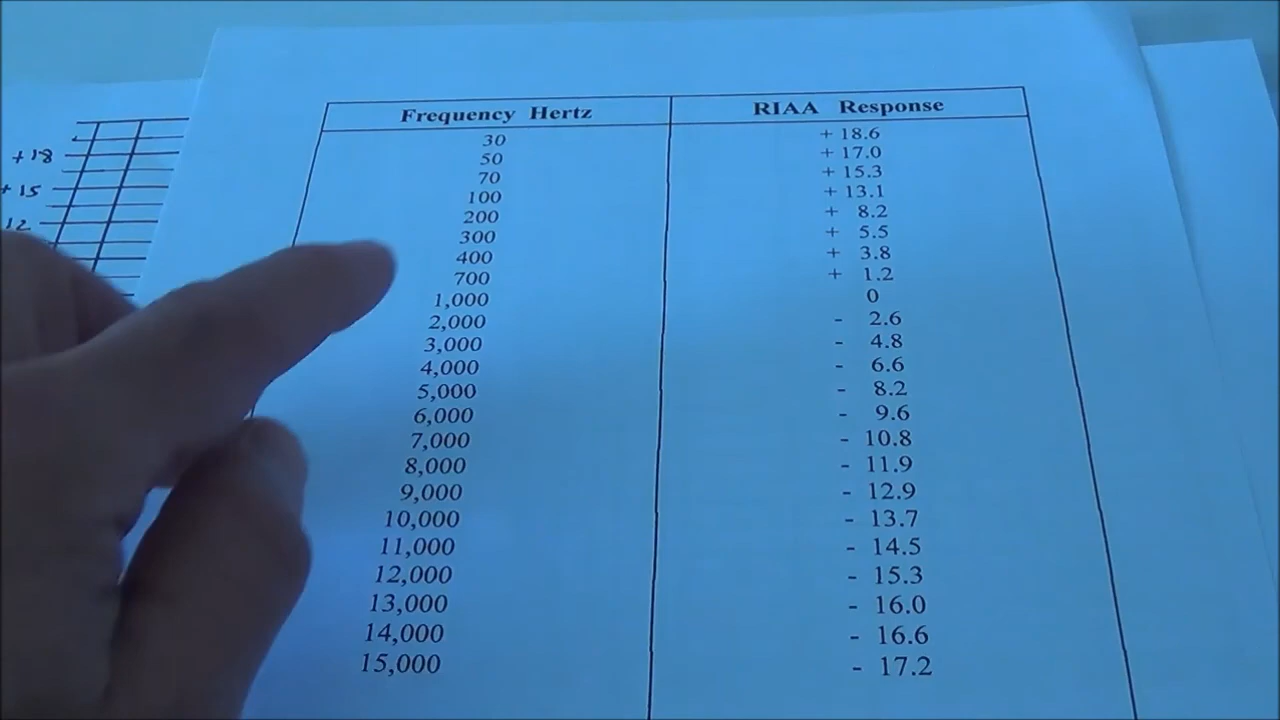 Frequency Hertz RIAA Response
30 + 18.6
50 + 17.0
70 + 15.3
100 + 13.1
200 + 8.2
300 + 5.5
400 + 3.8
700 + 1.2
1,000 0
2,000 - 2.6
3,000 - 4.8
4,000 - 6.6
5,000 - 8.2
6,000 - 9.6
7,000 - 10.8
8,000 - 11.9
9,000 - 12.9
10,000 - 13.7
11,000 - 14.5
12,000 - 15.3
13,000 - 16.0
14,000 - 16.6
15,000 - 17.2
+18
+15
12